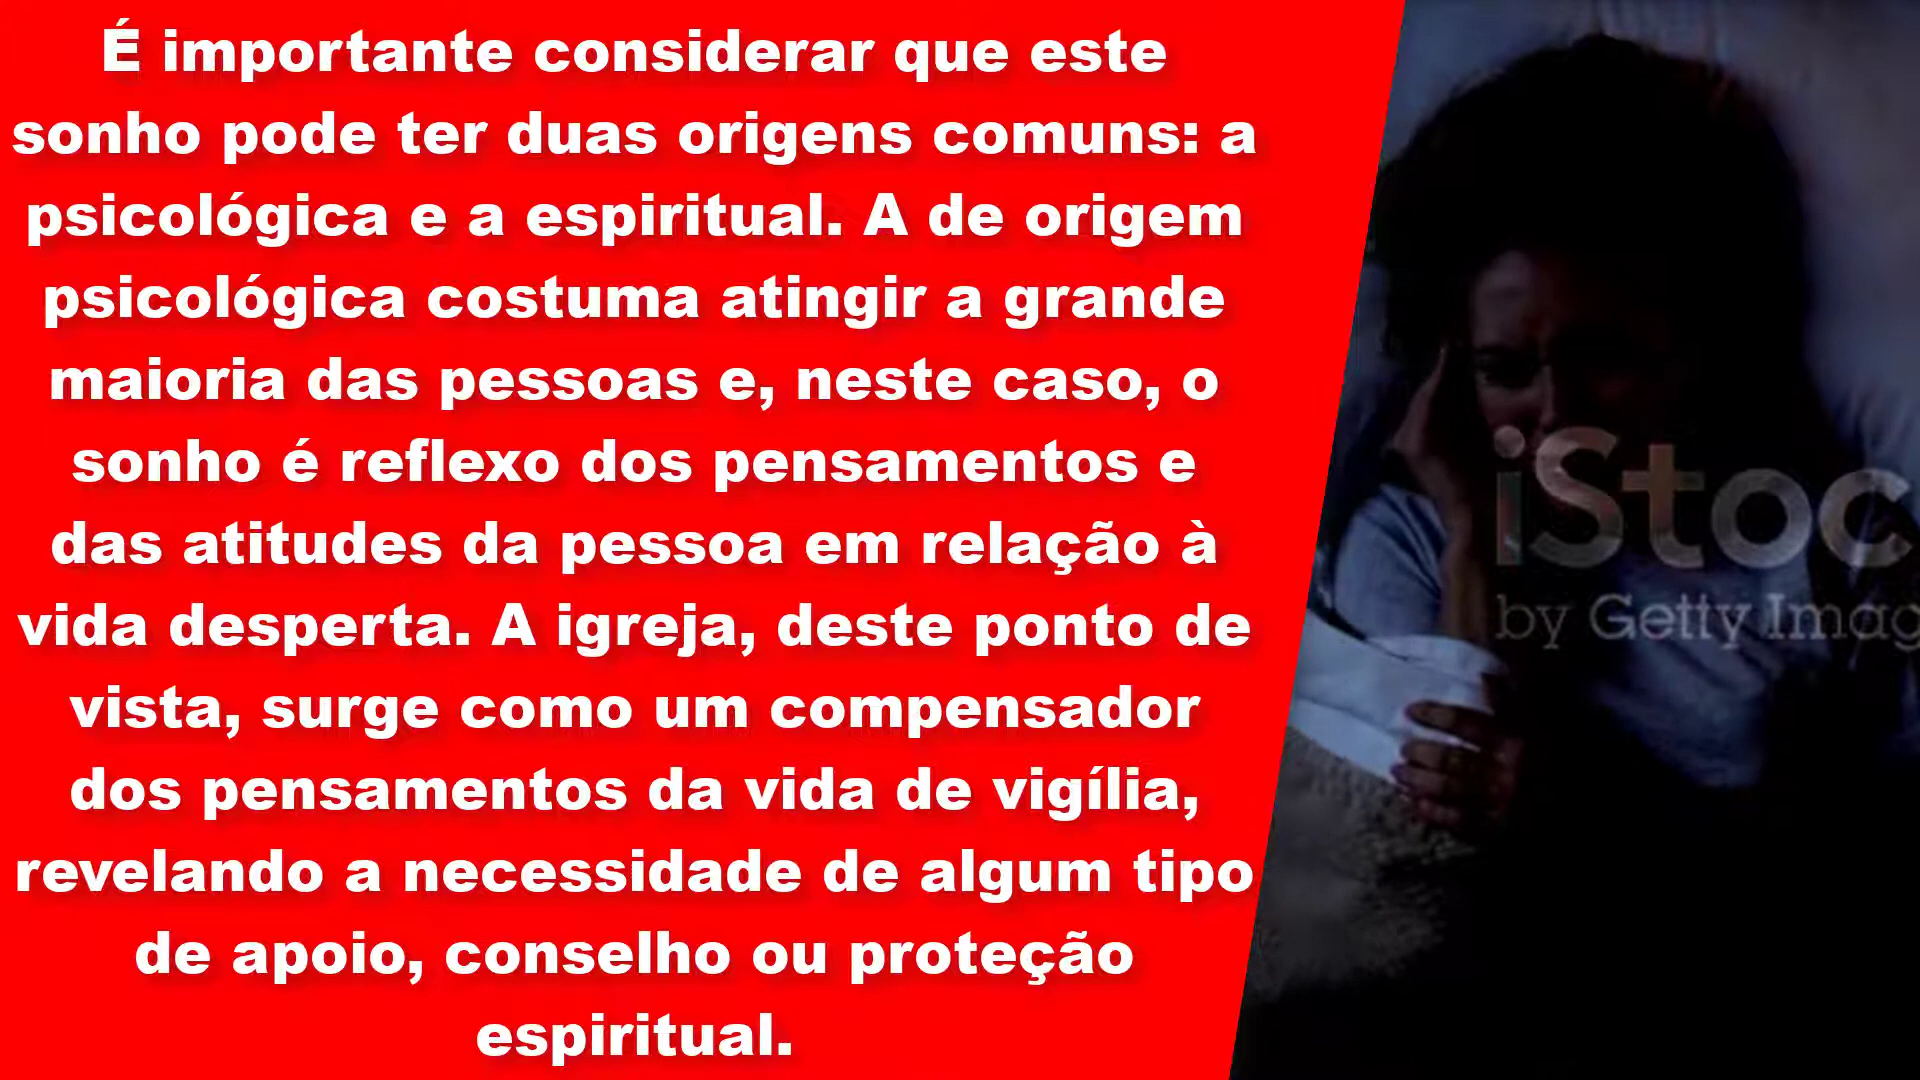 É importante considerar que este
sonho pode ter duas origens comuns: a
psicológica e a espiritual. A de origem
psicológica costuma atingir a grande
maioria das pessoas e, neste caso, o
sonho é reflexo dos pensamentos e
das atitudes da pessoa em relação à
vida desperta. A igreja, deste ponto de
vista, surge como um compensador
dos pensamentos da vida de vigília,
revelando a necessidade de algum tipo
de apoio, conselho ou proteção
espiritual.
iStoc
by Getty Imag